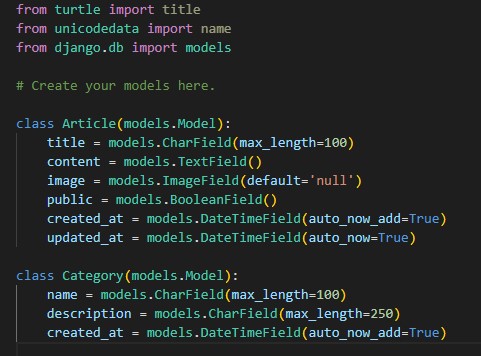 from turtle import title
from unicodedata import name
from django.db import models

# Create your models here.

class Article(models.Model):
    title = models.CharField(max_length=100)
    content = models.TextField()
    image = models.ImageField(default='null')
    public = models.BooleanField()
    created_at = models.DateTimeField(auto_now_add=True)
    updated_at = models.DateTimeField(auto_now=True)

class Category(models.Model):
    name = models.CharField(max_length=100)
    description = models.CharField(max_length=250)
    created_at = models.DateTimeField(auto_now_add=True)